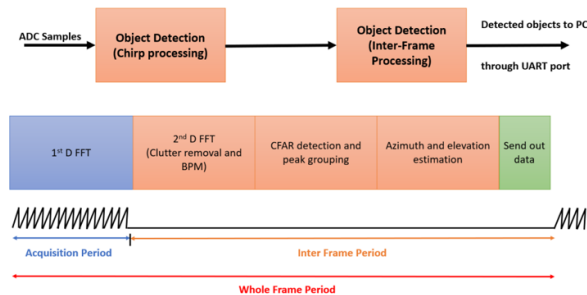 ADC Samples
Object Detection
(Chirp processing)
Object Detection
(Inter-Frame
Processing)
Detected objects to PC
through UART port
1st D FFT
2nd D FFT
(Clutter removal and
BPM)
CFAR detection and
peak grouping
Azimuth and elevation
estimation
Send out
data
Acquisition Period
Inter Frame Period
Whole Frame Period